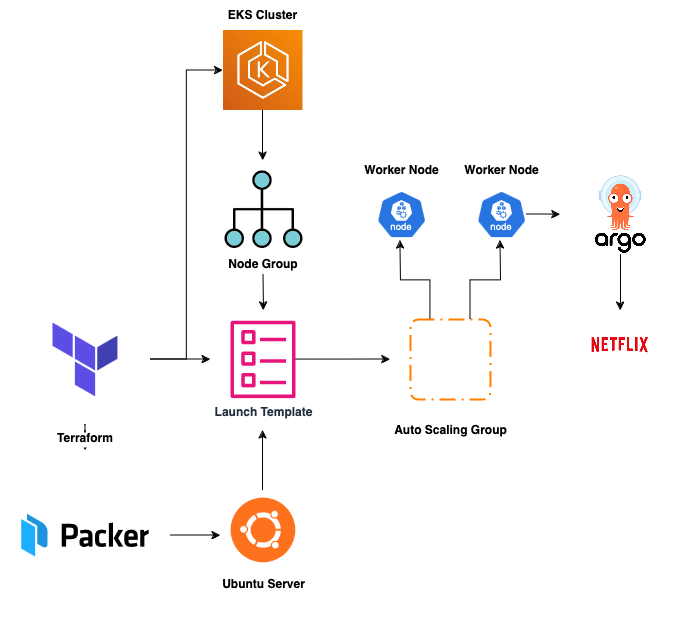 EKS Cluster
K
Worker Node
Worker Node
node
node
argo
Node Group
NETFLIX
Launch Template
Auto Scaling Group
Terraform
Packer
Ubuntu Server